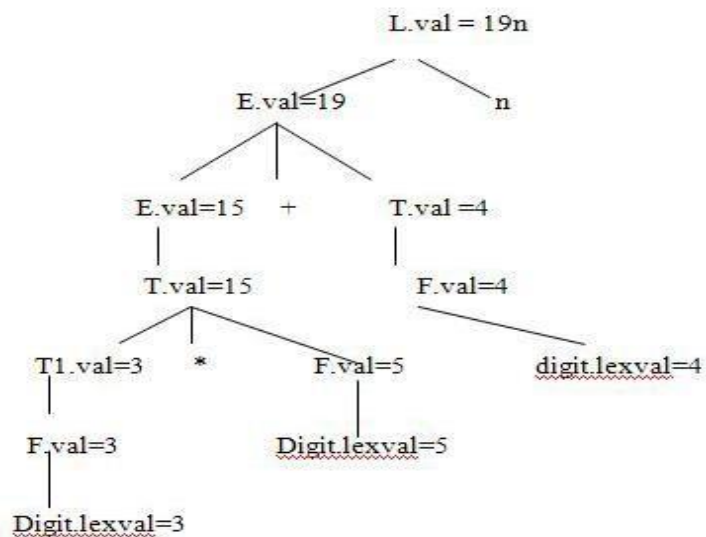 L.val = 19n
E.val=19 n
E.val=15 + T.val =4
T.val=15 F.val=4
T1.val=3 * F.val=5 digit.lexval=4
F.val=3 Digit.lexval=5
Digit.lexval=3